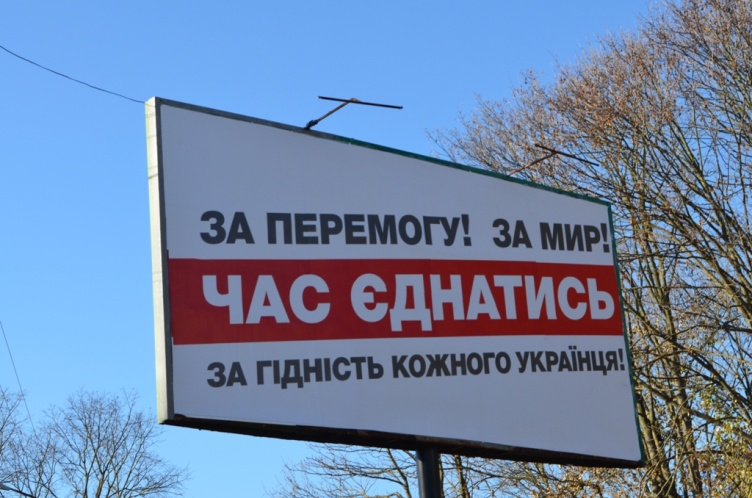 ЗА ПЕРЕМОГУ! ЗА МИР!
ЧАС ЄДНАТИСЬ
ЗА ГІДНІСТЬ КОЖНОГО УКРАЇНЦЯ!